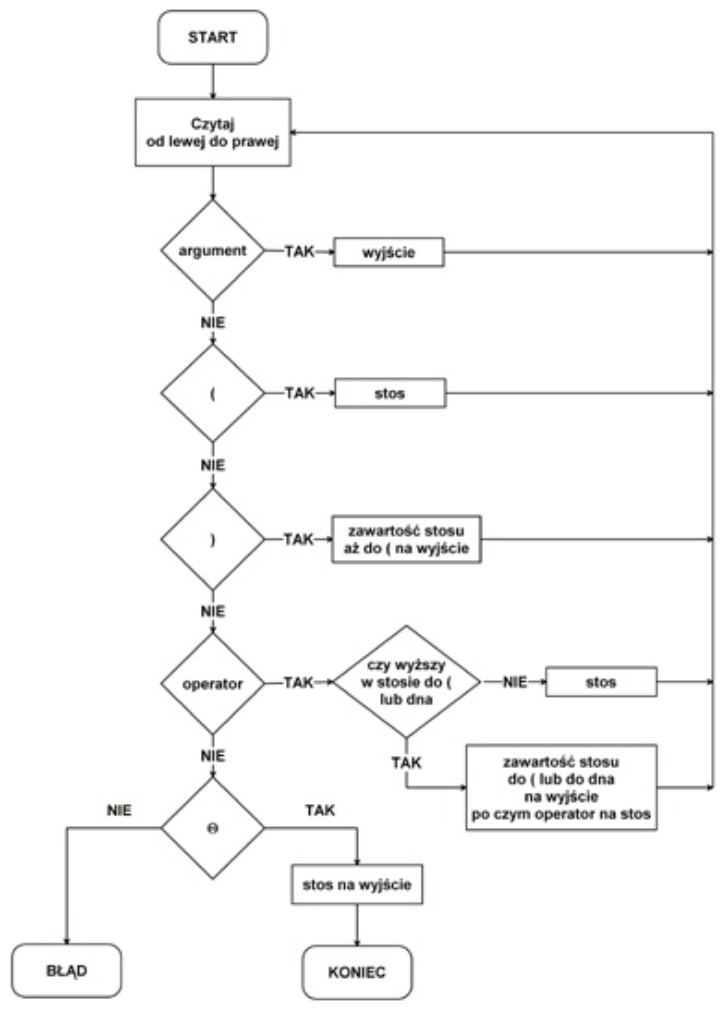 START
Czytaj
od lewej do prawej
argument
TAK
wyjście
NIE
(
TAK
stos
NIE
)
TAK
zawartość stosu
aż do ( na wyjście
NIE
operator
TAK
czy wyższy
w stosie do (
lub dna
NIE
stos
TAK
zawartość stosu
do ( lub do dna
na wyjście
po czym operator na stos
NIE
NIE
Θ
TAK
stos na wyjście
BŁĄD
KONIEC